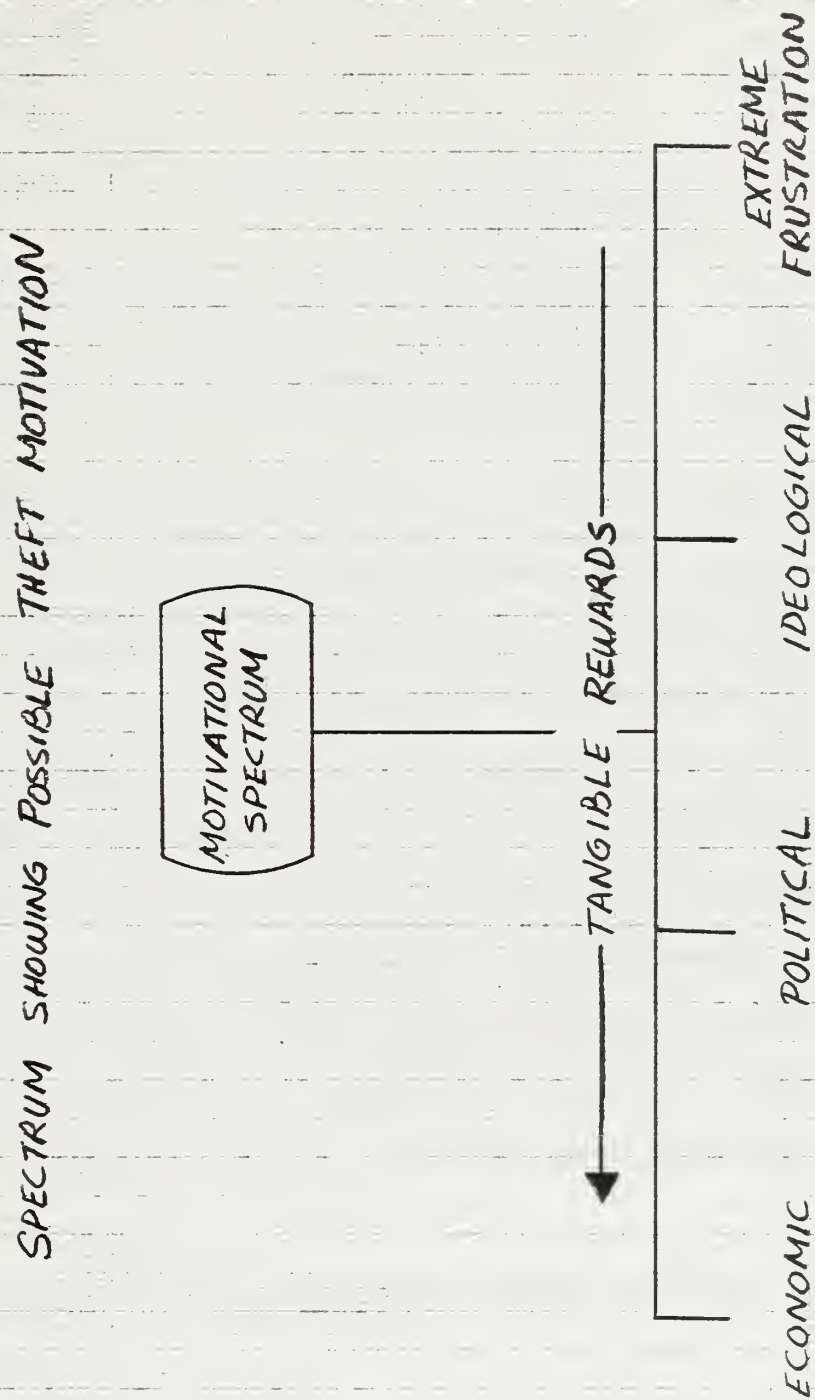 SPECTRUM SHOWING POSSIBLE THEFT MOTIVATION
MOTIVATIONAL
SPECTRUM
TANGIBLE REWARDS
ECONOMIC
POLITICAL
IDEOLOGICAL
EXTREME
FRUSTRATION